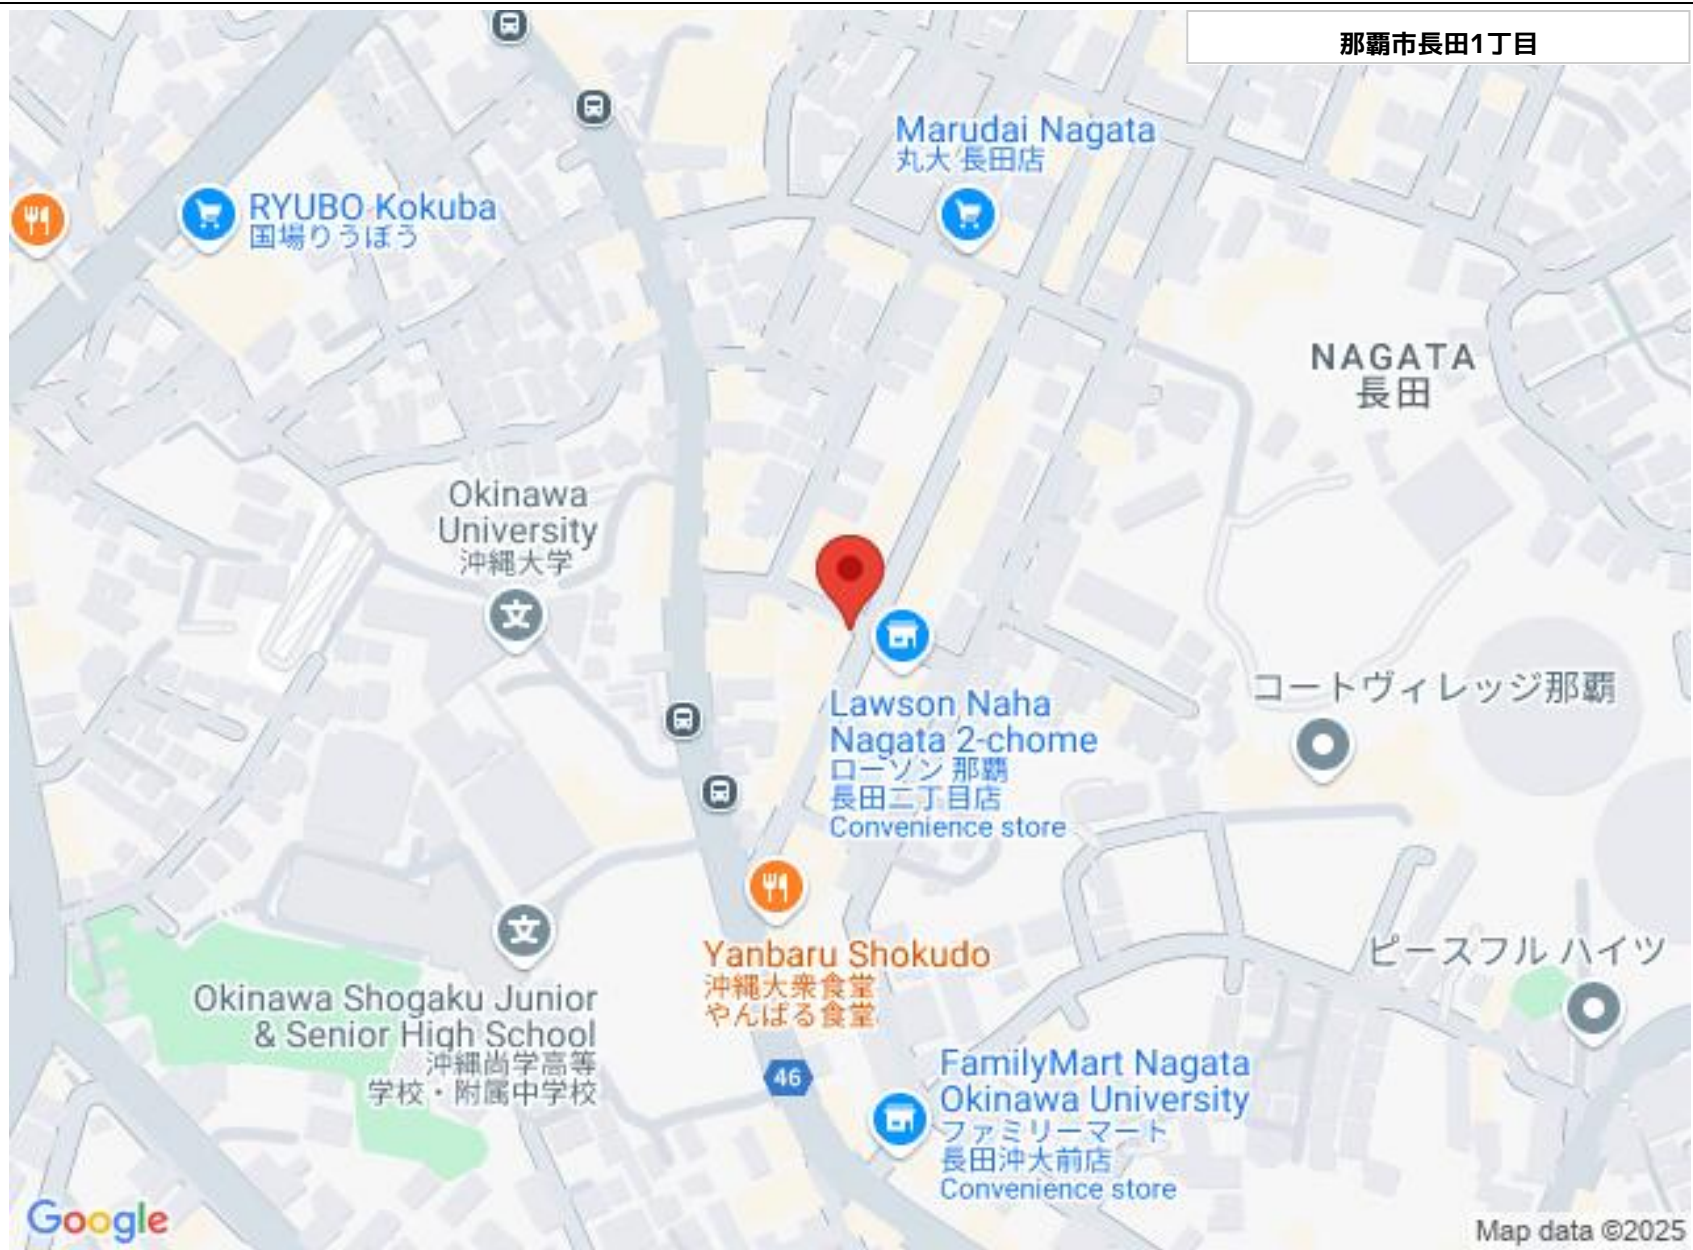 那覇市長田1丁目
Marudai Nagata
丸大 長田店
RYUBO Kokuba
国場りうぼう
NAGATA
長田
Okinawa
University
沖縄大学
文
コートヴィレッジ那覇
Lawson Naha
Nagata 2-chome
ローソン 那覇
長田二丁目店
Convenience store
文
Yanbaru Shokudo
沖縄大衆食堂
やんばる食堂
ピースフル ハイツ
Okinawa Shogaku Junior
& Senior High School
沖縄尚学高等
学校・附属中学校
46
FamilyMart Nagata
Okinawa University
ファミリーマート
長田沖大前店
Convenience store
Google
Map data ©2025